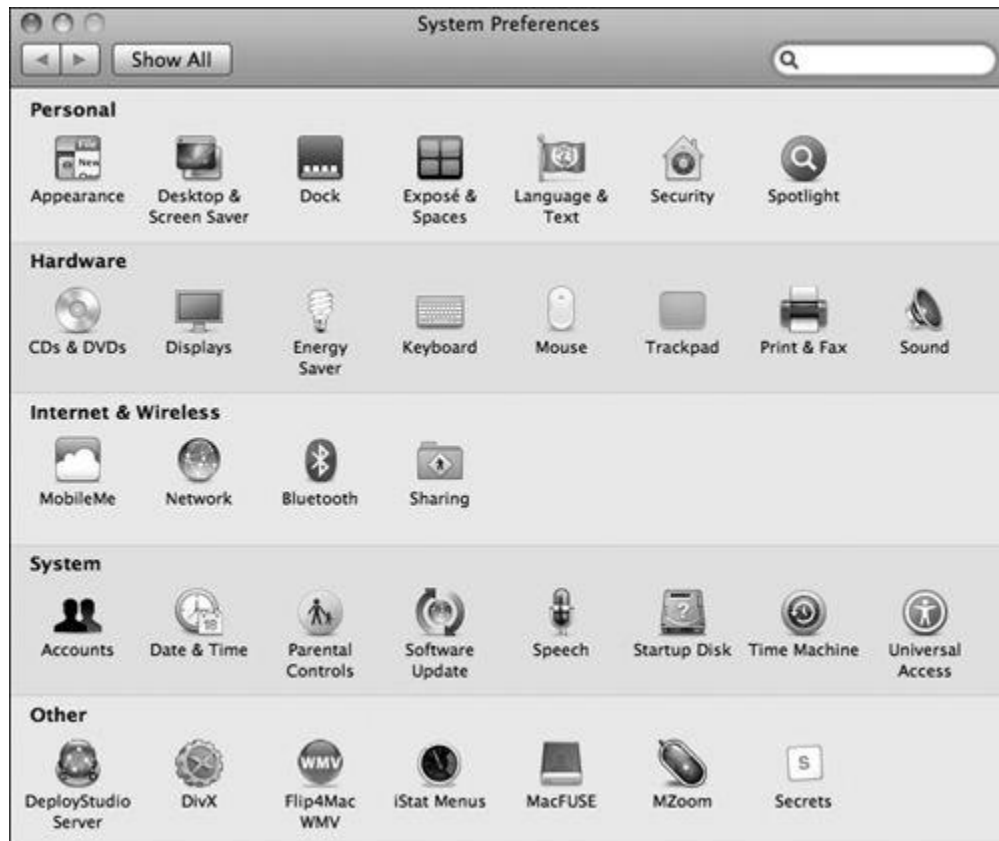 System Preferences
Show All
Personal
Appearance
Desktop &
Screen Saver
Dock
Exposé &
Spaces
Language &
Text
Security
Spotlight
Hardware
CDs & DVDs
Displays
Energy
Saver
Keyboard
Mouse
Trackpad
Print & Fax
Sound
Internet & Wireless
MobileMe
Network
Bluetooth
Sharing
System
Accounts
Date & Time
18
Parental
Controls
Software
Update
Speech
?
Startup Disk
Time Machine
Universal
Access
Other
DeployStudio
Server
DivX
WMV
Flip4Mac
WMV
iStat Menus
MacFUSE
MZoom
S
Secrets